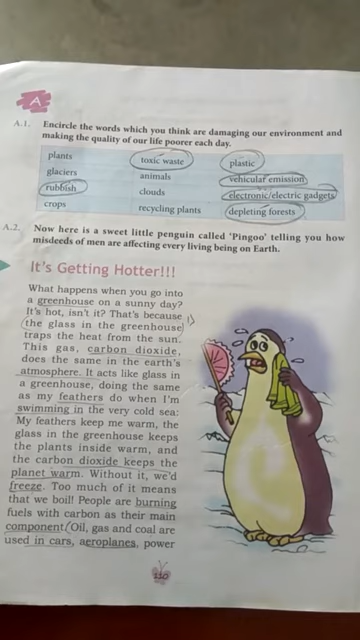 A
A.1. Encircle the words which you think are damaging our environment and
making the quality of our life poorer each day.
plants toxic waste plastic
glaciers animals vehicular emission
rubbish clouds electronic/electric gadgets
crops recycling plants depleting forests
A.2. Now here is a sweet little penguin called 'Pingoo' telling you how
misdeeds of men are affecting every living being on Earth.
It's Getting Hotter!!!
What happens when you go into
a greenhouse on a sunny day?
It's hot, isn't it? That's because
the glass in the greenhouse
traps the heat from the sun.
This gas, carbon dioxide,
does the same in the earth's
atmosphere. It acts like glass in
a greenhouse, doing the same
as my feathers do when I'm
swimming in the very cold sea:
My feathers keep me warm, the
glass in the greenhouse keeps
the plants inside warm, and
the carbon dioxide keeps the
planet warm. Without it, we'd
freeze. Too much of it means
that we boil! People are burning
fuels with carbon as their main
component. Oil, gas and coal are
used in cars, aeroplanes, power
110